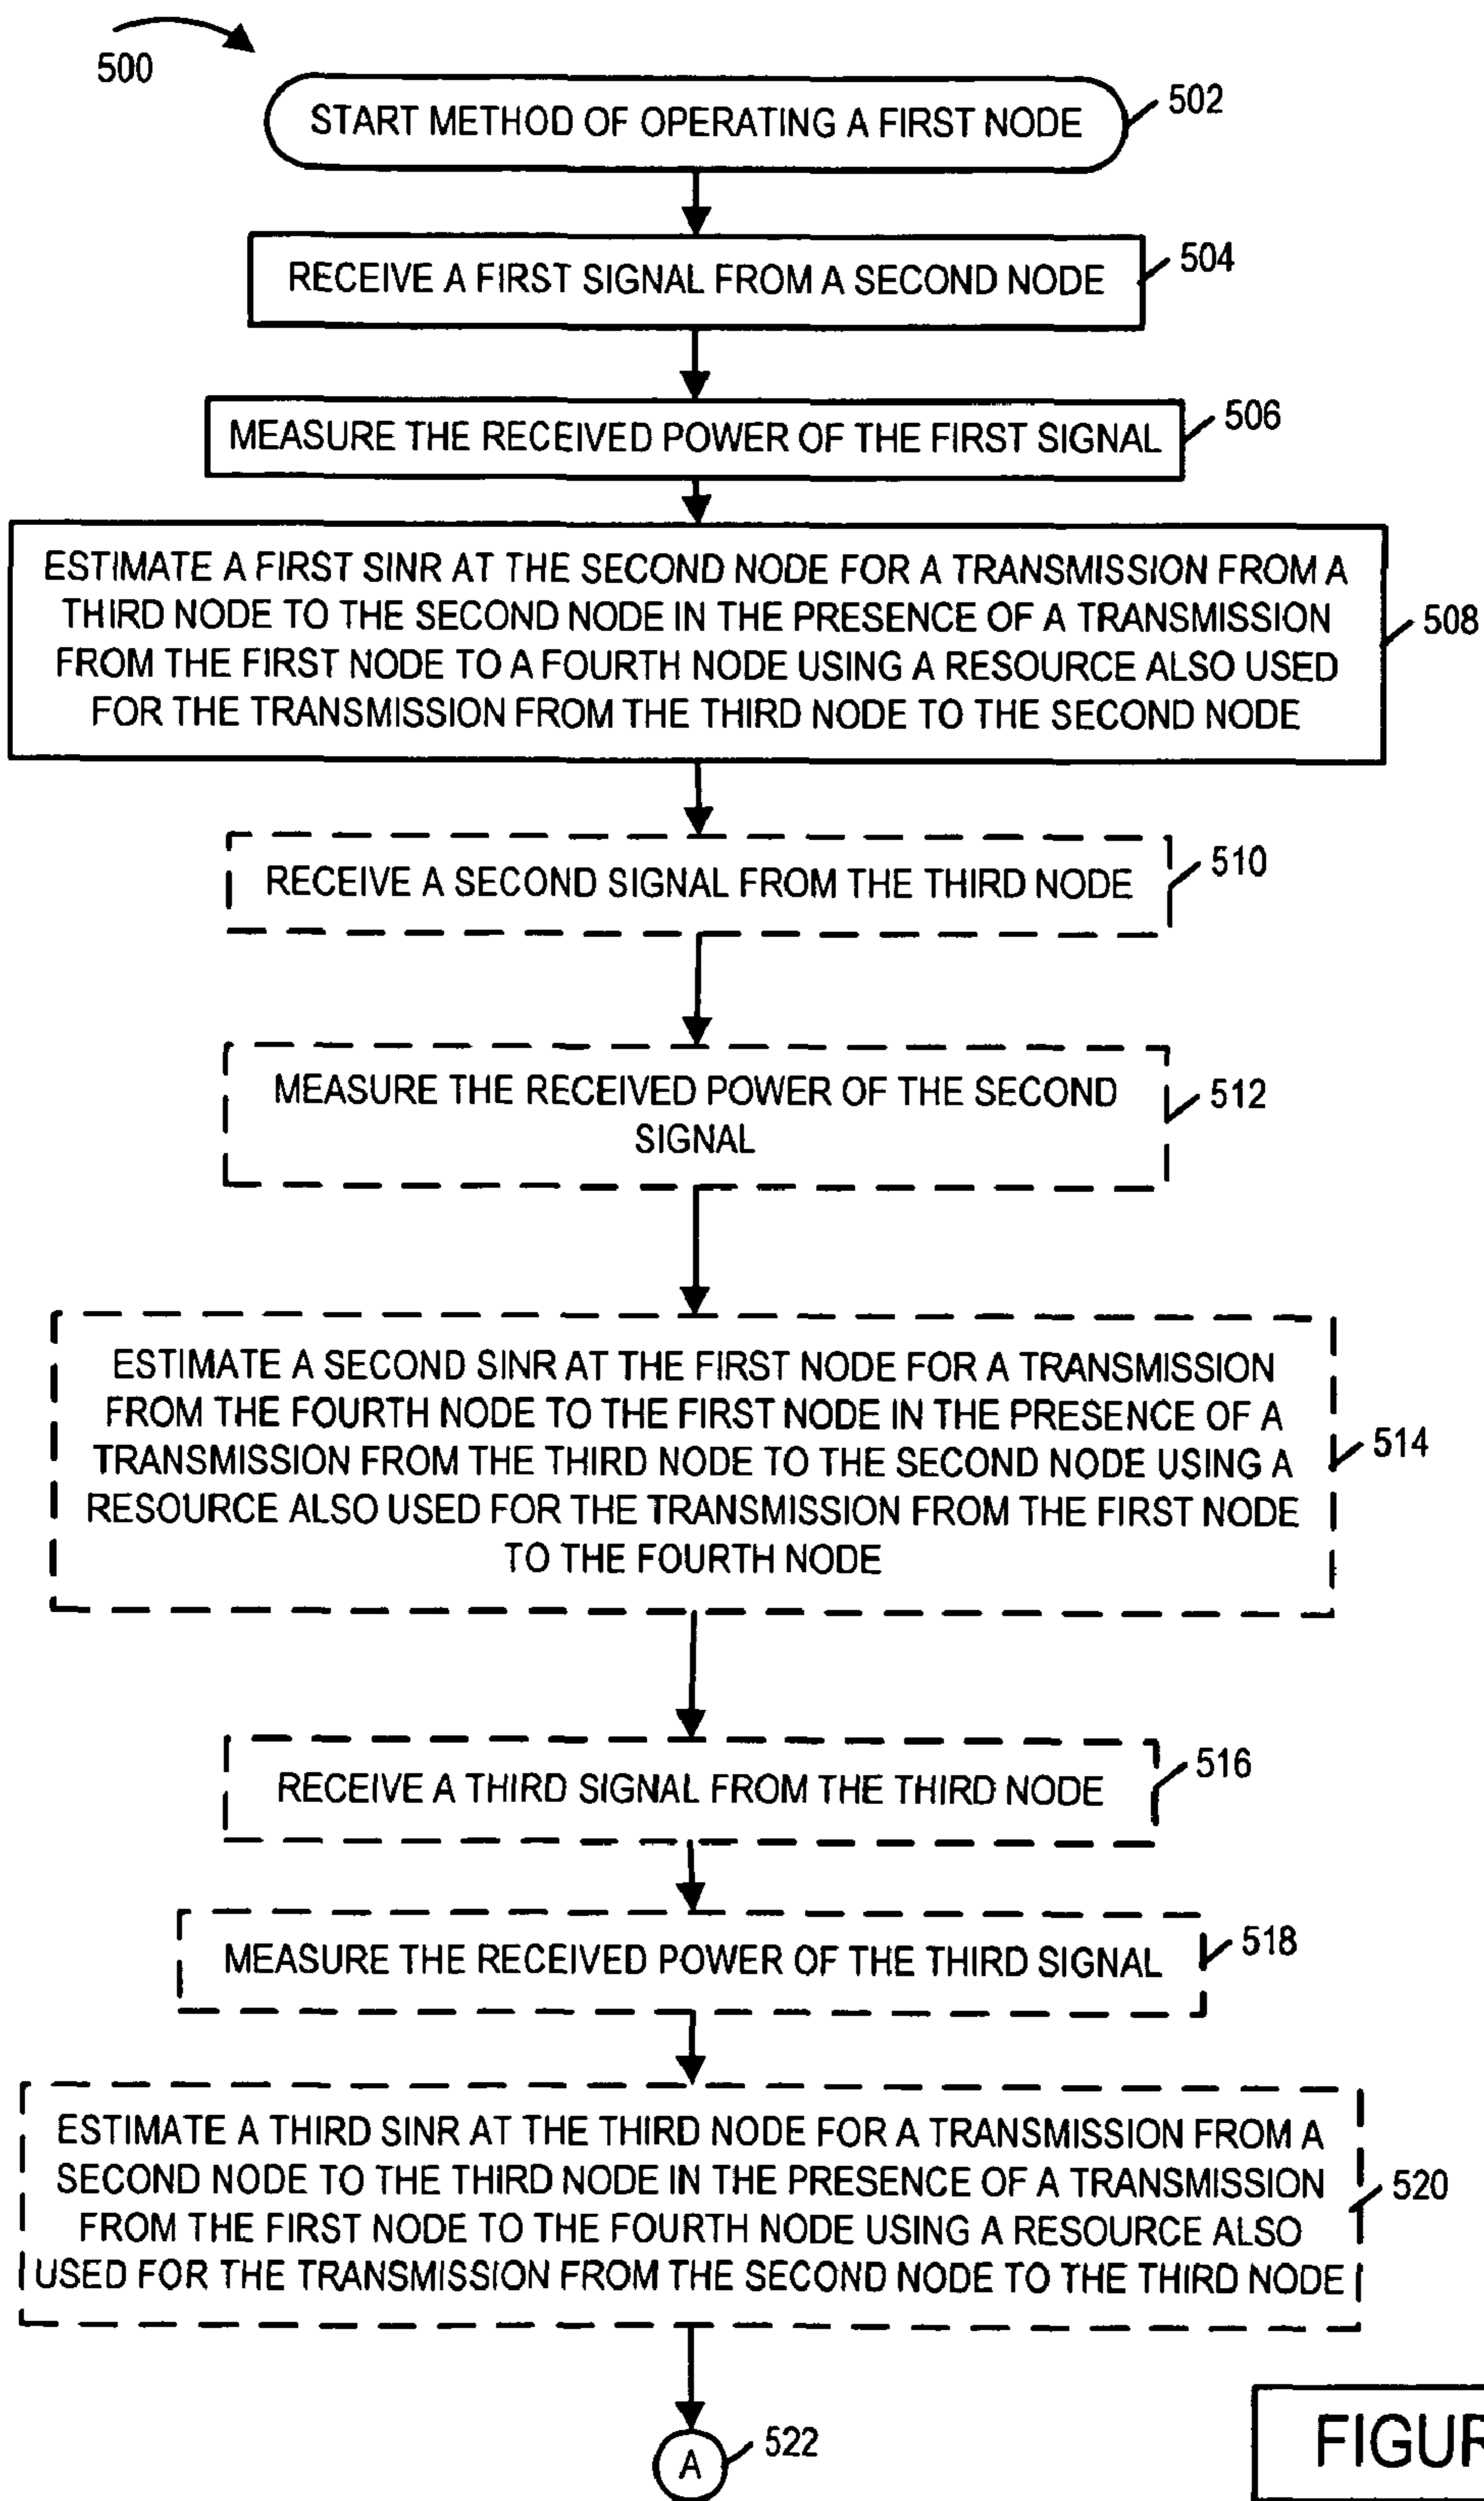 500
START METHOD OF OPERATING A FIRST NODE
502
RECEIVE A FIRST SIGNAL FROM A SECOND NODE
504
MEASURE THE RECEIVED POWER OF THE FIRST SIGNAL
506
ESTIMATE A FIRST SINR AT THE SECOND NODE FOR A TRANSMISSION FROM A
THIRD NODE TO THE SECOND NODE IN THE PRESENCE OF A TRANSMISSION
FROM THE FIRST NODE TO A FOURTH NODE USING A RESOURCE ALSO USED
FOR THE TRANSMISSION FROM THE THIRD NODE TO THE SECOND NODE
508
RECEIVE A SECOND SIGNAL FROM THE THIRD NODE
510
MEASURE THE RECEIVED POWER OF THE SECOND
SIGNAL
512
ESTIMATE A SECOND SINR AT THE FIRST NODE FOR A TRANSMISSION
FROM THE FOURTH NODE TO THE FIRST NODE IN THE PRESENCE OF A
TRANSMISSION FROM THE THIRD NODE TO THE SECOND NODE USING A
RESOURCE ALSO USED FOR THE TRANSMISSION FROM THE FIRST NODE
TO THE FOURTH NODE
514
RECEIVE A THIRD SIGNAL FROM THE THIRD NODE
516
MEASURE THE RECEIVED POWER OF THE THIRD SIGNAL
518
ESTIMATE A THIRD SINR AT THE THIRD NODE FOR A TRANSMISSION FROM A
SECOND NODE TO THE THIRD NODE IN THE PRESENCE OF A TRANSMISSION
FROM THE FIRST NODE TO THE FOURTH NODE USING A RESOURCE ALSO
USED FOR THE TRANSMISSION FROM THE SECOND NODE TO THE THIRD NODE
520
A
522
FIGUR